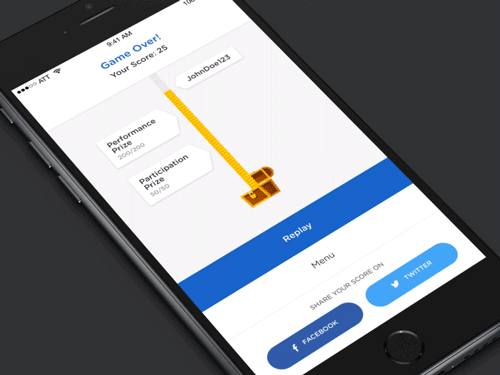 ATT
9:41 AM
100
Game Over!
Your Score: 25
JohnDoe123
Performance
Prize
200/200
Participation
Prize
50/50
Replay
Menu
SHARE YOUR SCORE ON
FACEBOOK
TWITTER